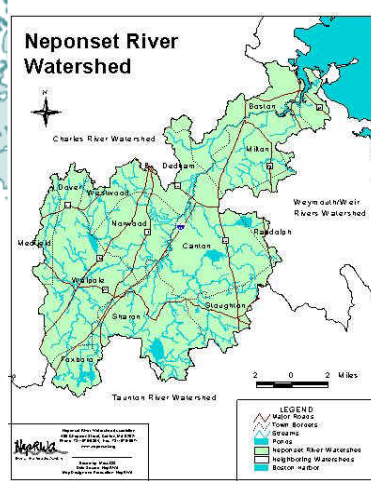 Neponset River
Watershed
Boston
Charles River Watershed
Milton
Dedham
Dover
Westwood
Weymouth/Weir
Rivers Watershed
Norwood
Randolph
Canton
Medfield
Walpole
Stoughton
Sharon
Foxboro
Taunton River Watershed
2 0 2 Miles
LEGEND
Major Roads
Town Borders
Streams
Ponds
Neponset River Watershed
Neighboring Watersheds
Boston Harbor
NepRWA
Neponset River Watershed Association